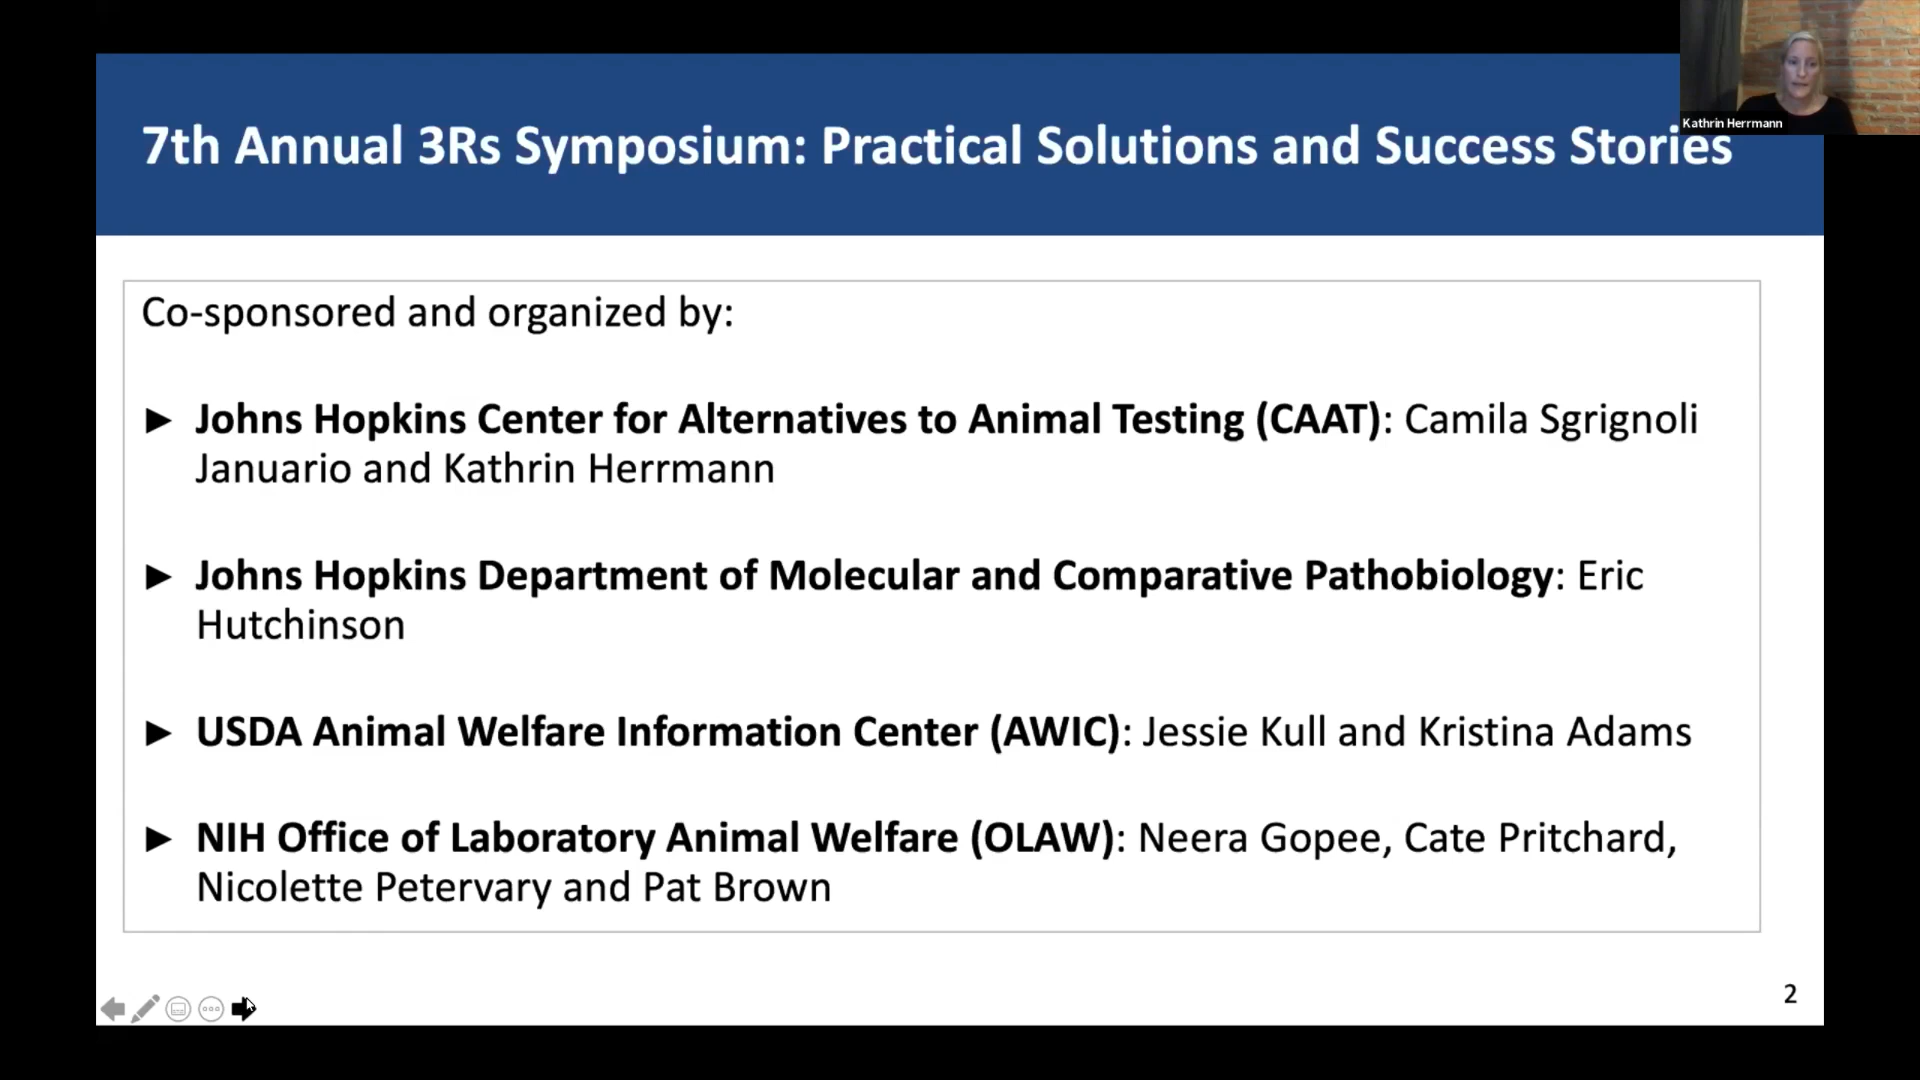 Kathrin Herrmann
7th Annual 3Rs Symposium: Practical Solutions and Success Stories
Co-sponsored and organized by:
► Johns Hopkins Center for Alternatives to Animal Testing (CAAT): Camila Sgrignoli
Januario and Kathrin Herrmann
► Johns Hopkins Department of Molecular and Comparative Pathobiology: Eric
Hutchinson
► USDA Animal Welfare Information Center (AWIC): Jessie Kull and Kristina Adams
► NIH Office of Laboratory Animal Welfare (OLAW): Neera Gopee, Cate Pritchard,
Nicolette Petervary and Pat Brown
2